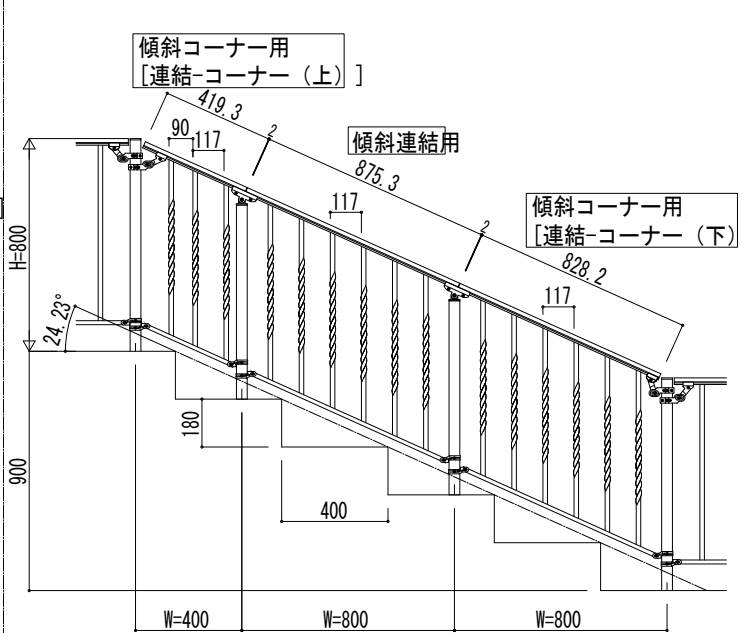 傾斜コーナー用
[連結-コーナー（上）]
419.3
2
90
117
傾斜連結用
875.3
117
2
傾斜コーナー用
[連結-コーナー（下）
828.2
117
H=800
24.23°
180
900
400
W=400
W=800
W=800